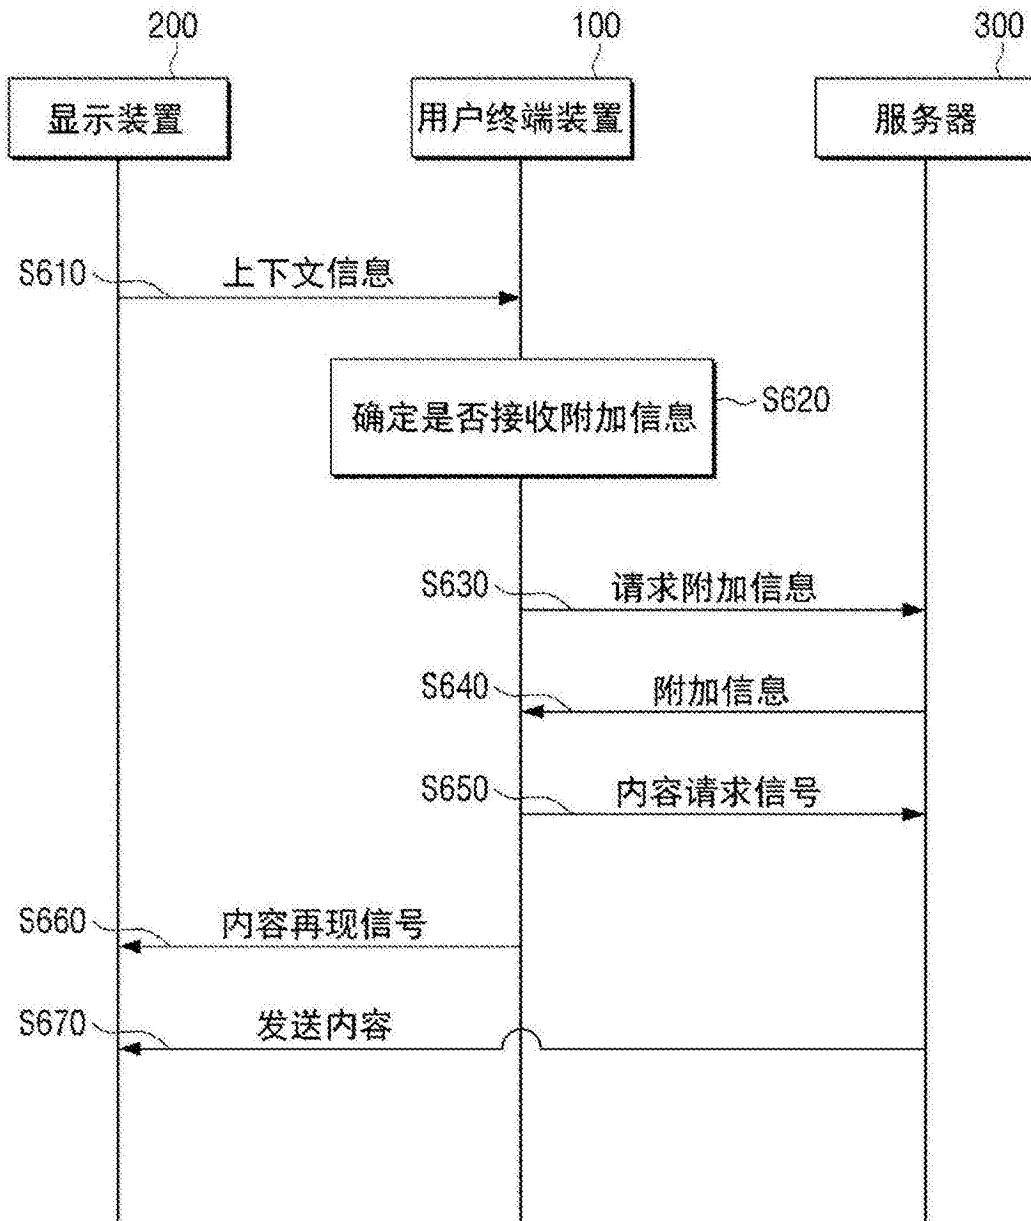 200
100
300
显示装置
用户终端装置
服务器
S610
上下文信息
确定是否接收附加信息
S620
S630
请求附加信息
S640
附加信息
S650
内容请求信号
S660
内容再现信号
S670
发送内容